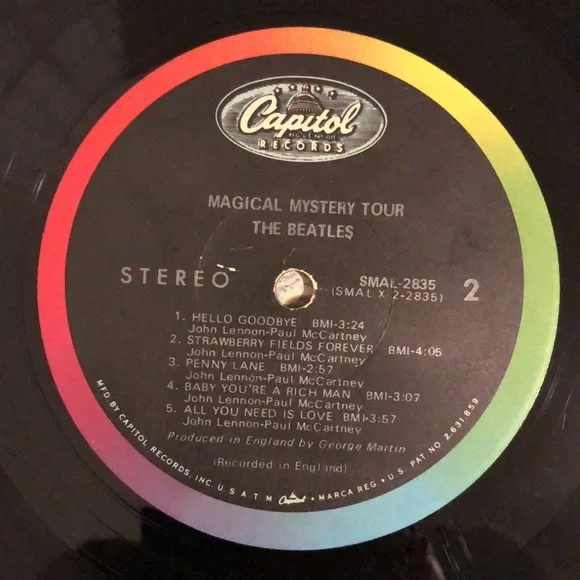 Capitol
RECORDS
MAGICAL MYSTERY TOUR
THE BEATLES
STEREO
SMAL-2835
(SMAL X-2-2835)
2
1. HELLO GOODBYE BMI-3:24
John Lennon-Paul McCartney
2. STRAWBERRY FIELDS FOREVER BMI-4:05
John Lennon-Paul McCartney
3. PENNY LANE BMI-2:57
John Lennon-Paul McCartney
4. BABY YOU'RE A RICH MAN BMI-3:07
John Lennon-Paul McCartney
5. ALL YOU NEED IS LOVE BMI-3:57
John Lennon-Paul McCartney
Produced in England by George Martin
(Recorded in England)
MFD. BY CAPITOL RECORDS, INC. U.S.A. T.M. Capitol • MARCA REG. • U.S. PAT. NO. 2,631,859